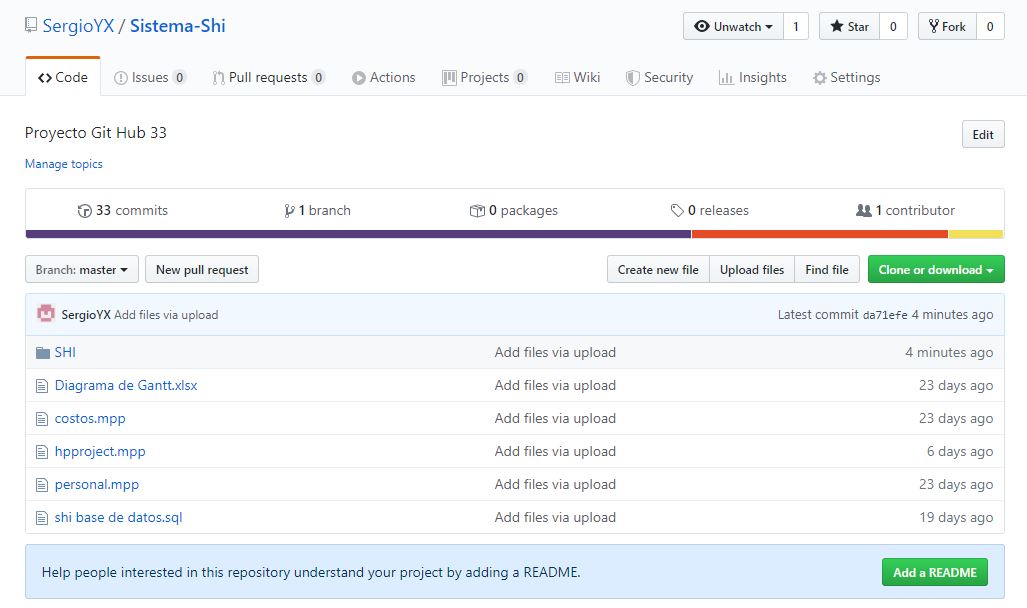 SergioYX / Sistema-Shi
Unwatch 1 Star 0 Fork 0
Code Issues 0 Pull requests 0 Actions Projects 0 Wiki Security Insights Settings
Proyecto Git Hub 33 Edit
Manage topics
33 commits 1 branch 0 packages 0 releases 1 contributor
Branch: master New pull request Create new file Upload files Find file Clone or download
SergioYX Add files via upload Latest commit da71efe 4 minutes ago
SHI Add files via upload 4 minutes ago
Diagrama de Gantt.xlsx Add files via upload 23 days ago
costos.mpp Add files via upload 23 days ago
hpproject.mpp Add files via upload 6 days ago
personal.mpp Add files via upload 23 days ago
shi base de datos.sql Add files via upload 19 days ago
Help people interested in this repository understand your project by adding a README. Add a README